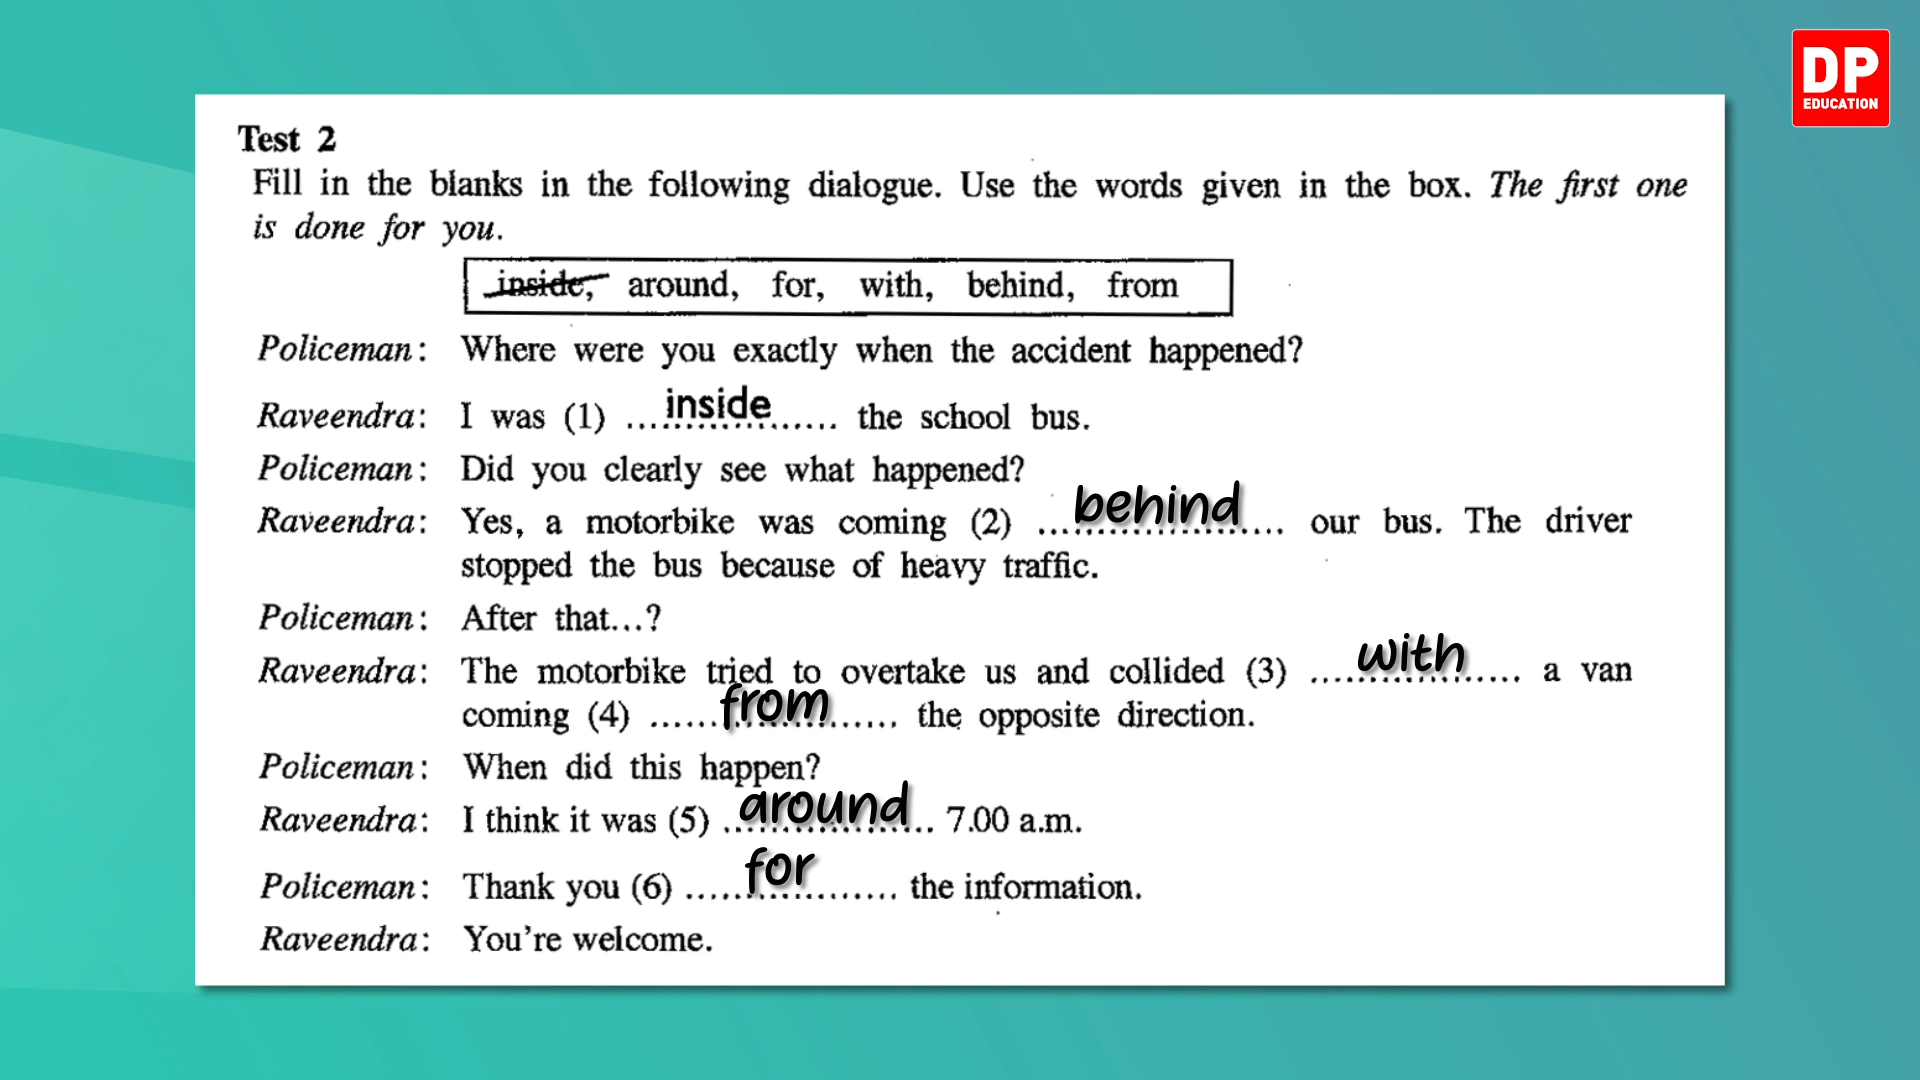 DP
EDUCATION
Test 2
Fill in the blanks in the following dialogue. Use the words given in the box. The first one
is done for you.
inside, around, for, with, behind, from
Policeman: Where were you exactly when the accident happened?
Raveendra: I was (1) ...inside... the school bus.
Policeman: Did you clearly see what happened?
Raveendra: Yes, a motorbike was coming (2) ...behind... our bus. The driver
stopped the bus because of heavy traffic.
Policeman: After that...?
Raveendra: The motorbike tried to overtake us and collided (3) ...with... a van
coming (4) ...from... the opposite direction.
Policeman: When did this happen?
Raveendra: I think it was (5) ...around... 7.00 a.m.
Policeman: Thank you (6) ...for... the information.
Raveendra: You're welcome.